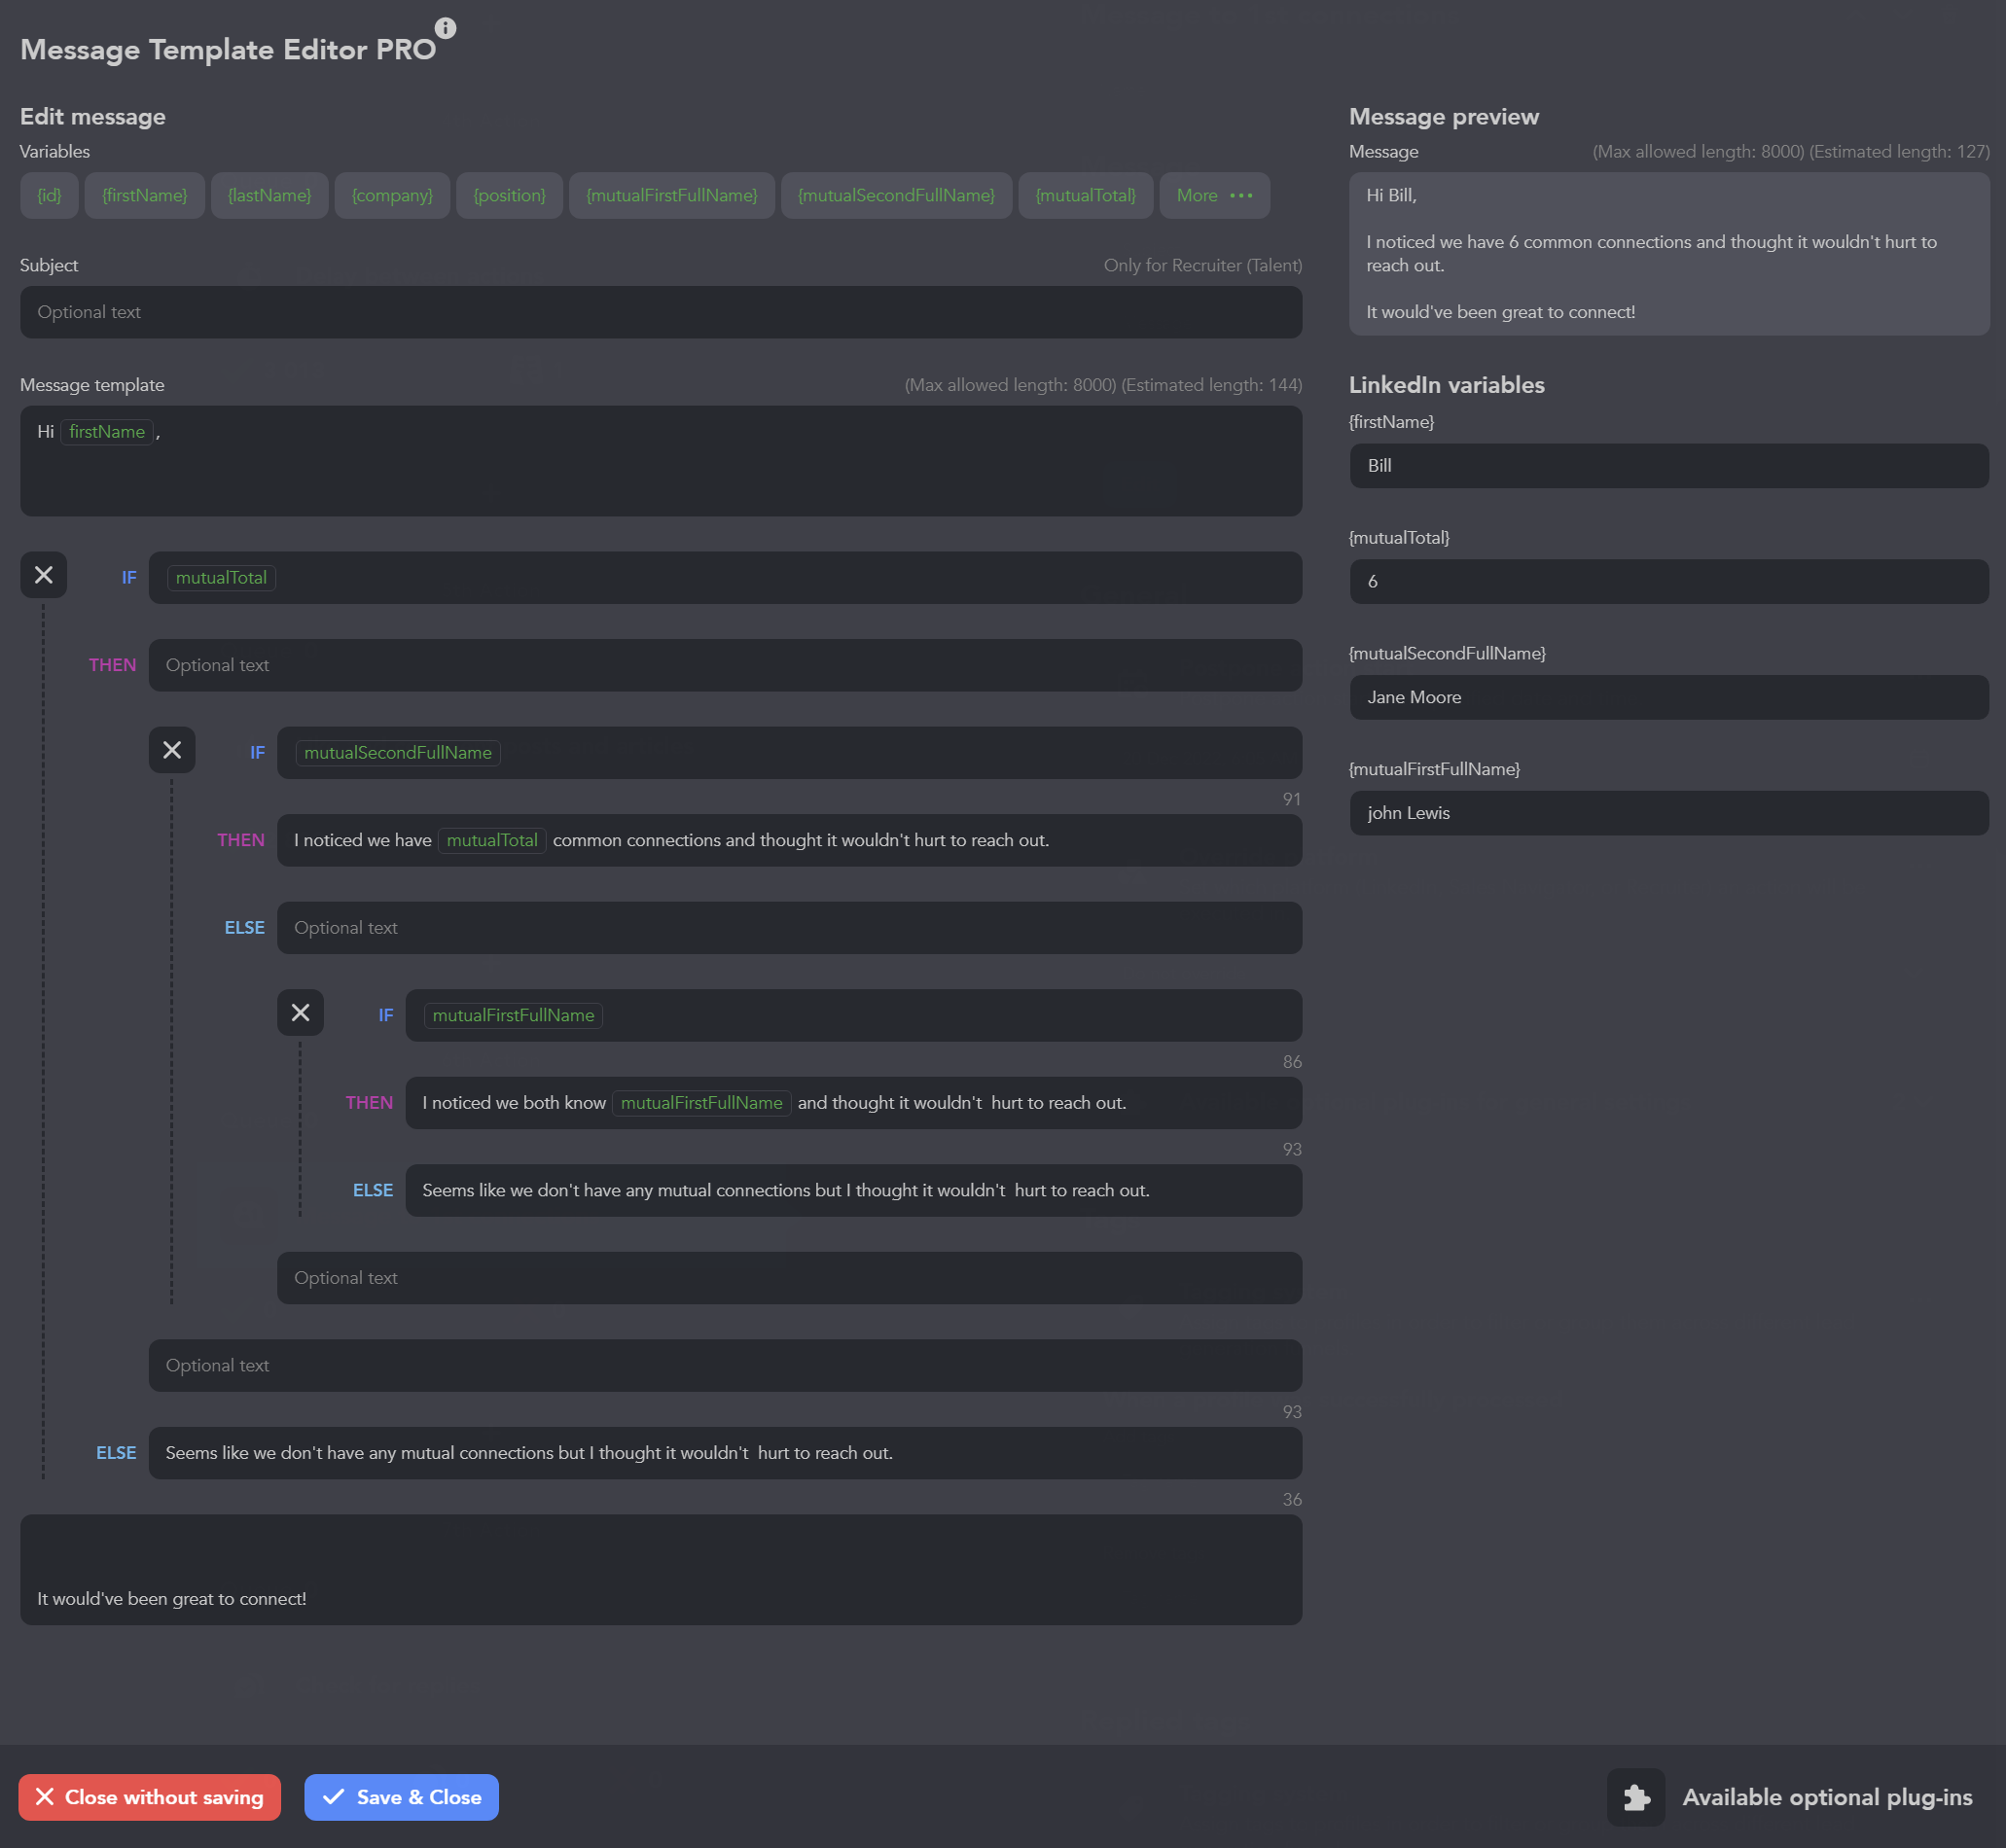 Message Template Editor PRO
Edit message
Variables
{id} {firstName} {lastName} {company} {position} {mutualFirstFullName} {mutualSecondFullName} {mutualTotal} More
Subject Only for Recruiter (Talent)
Optional text
Message template (Max allowed length: 8000) (Estimated length: 144)
Hi firstName ,
IF mutualTotal
THEN Optional text
IF mutualSecondFullName
91
THEN I noticed we have mutualTotal common connections and thought it wouldn't hurt to reach out.
ELSE Optional text
IF mutualFirstFullName
86
THEN I noticed we both know mutualFirstFullName and thought it wouldn't  hurt to reach out.
93
ELSE Seems like we don't have any mutual connections but I thought it wouldn't  hurt to reach out.
Optional text
Optional text
93
ELSE Seems like we don't have any mutual connections but I thought it wouldn't  hurt to reach out.
36
It would've been great to connect!
Message preview
Message (Max allowed length: 8000) (Estimated length: 127)
Hi Bill,
I noticed we have 6 common connections and thought it wouldn't hurt to
reach out.
It would've been great to connect!
LinkedIn variables
{firstName}
Bill
{mutualTotal}
6
{mutualSecondFullName}
Jane Moore
{mutualFirstFullName}
john Lewis
Close without saving Save & Close Available optional plug-ins